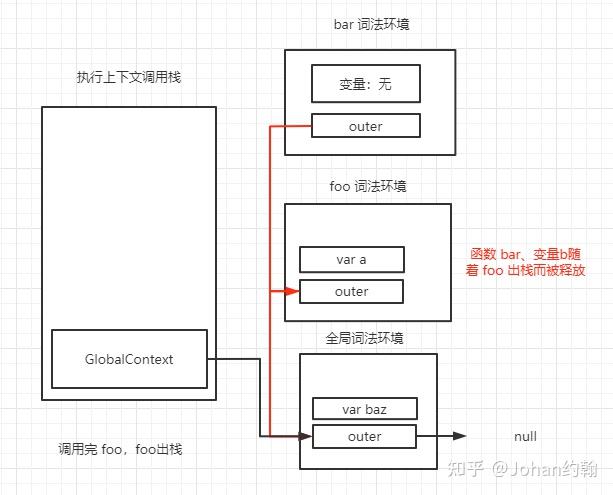 bar 词法环境
执行上下文调用栈
变量：无
outer
foo 词法环境
var a
outer
函数 bar、变量b随
着 foo 出栈而被释放
全局词法环境
GlobalContext
var baz
outer
null
调用完 foo，foo出栈
知乎 @Johan约翰